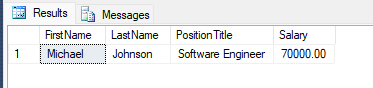 Results Messages
FirstName LastName PositionTitle Salary
1 Michael Johnson Software Engineer 70000.00